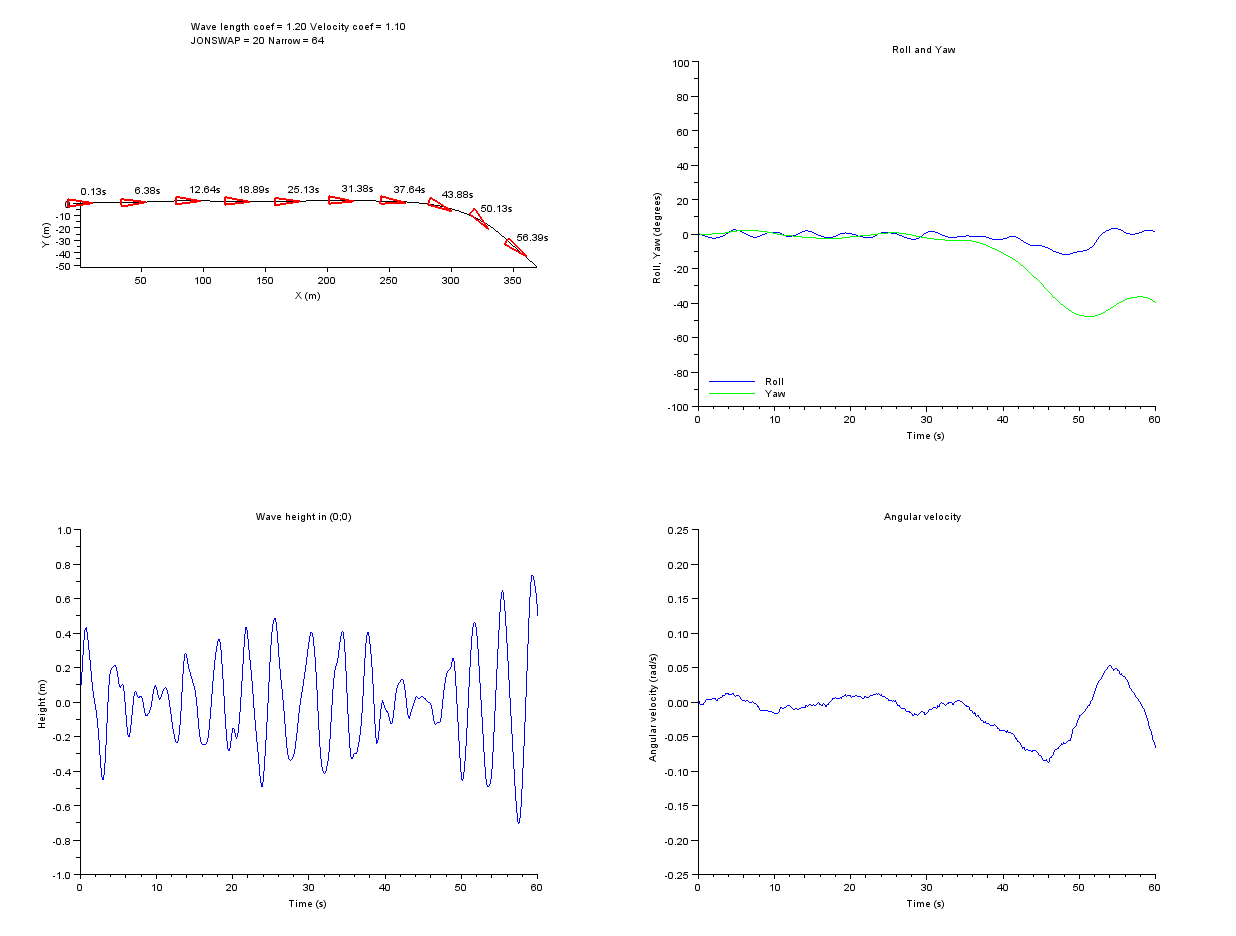 Wave length coef = 1.20 Velocity coef = 1.10
JONSWAP = 20 Narrow = 64
0.13s 6.38s 12.64s 18.89s 25.13s 31.38s 37.64s 43.88s 50.13s 56.39s
Y (m)
0
-10
-20
-30
-40
-50
50 100 150 200 250 300 350
X (m)
Roll and Yaw
Roll, Yaw (degrees)
100
80
60
40
20
0
-20
-40
-60
-80
-100
Roll
Yaw
0 10 20 30 40 50 60
Time (s)
Wave height in (0;0)
Height (m)
1.0
0.8
0.6
0.4
0.2
0.0
-0.2
-0.4
-0.6
-0.8
-1.0
0 10 20 30 40 50 60
Time (s)
Angular velocity
Angular velocity (rad/s)
0.25
0.20
0.15
0.10
0.05
0.00
-0.05
-0.10
-0.15
-0.20
-0.25
0 10 20 30 40 50 60
Time (s)